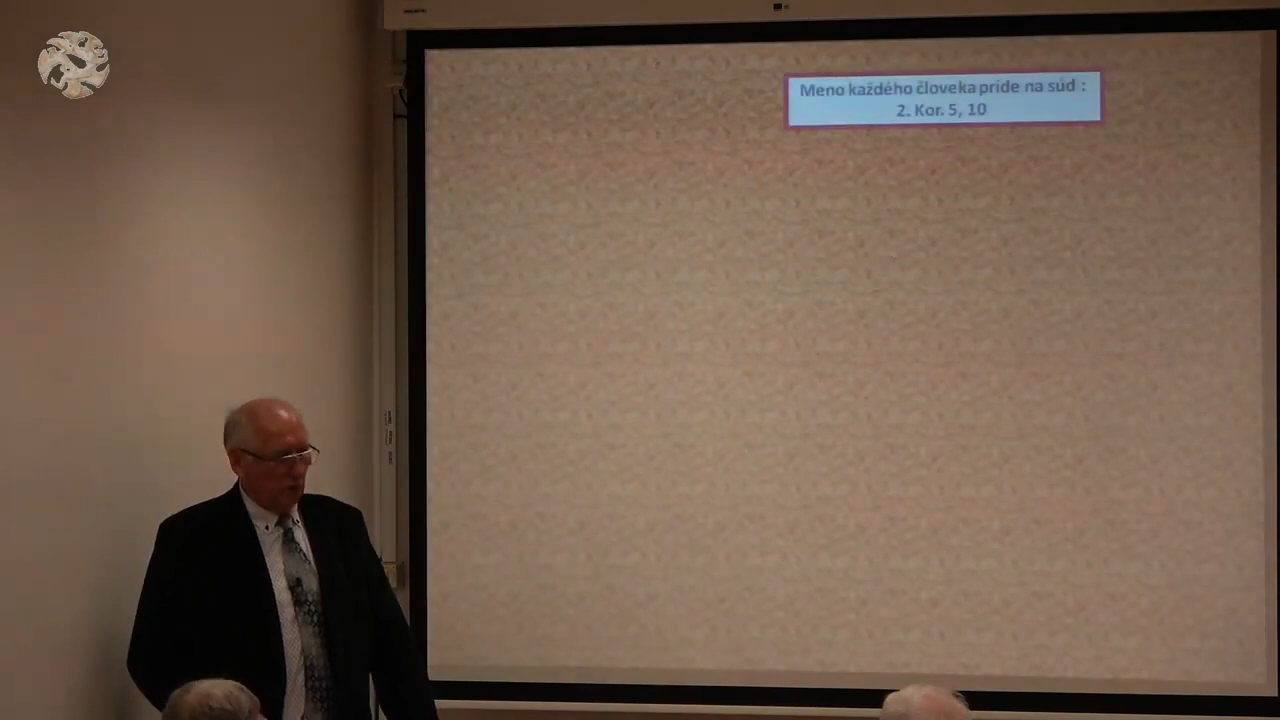 Meno každého človeka príde na súd :
2. Kor. 5, 10